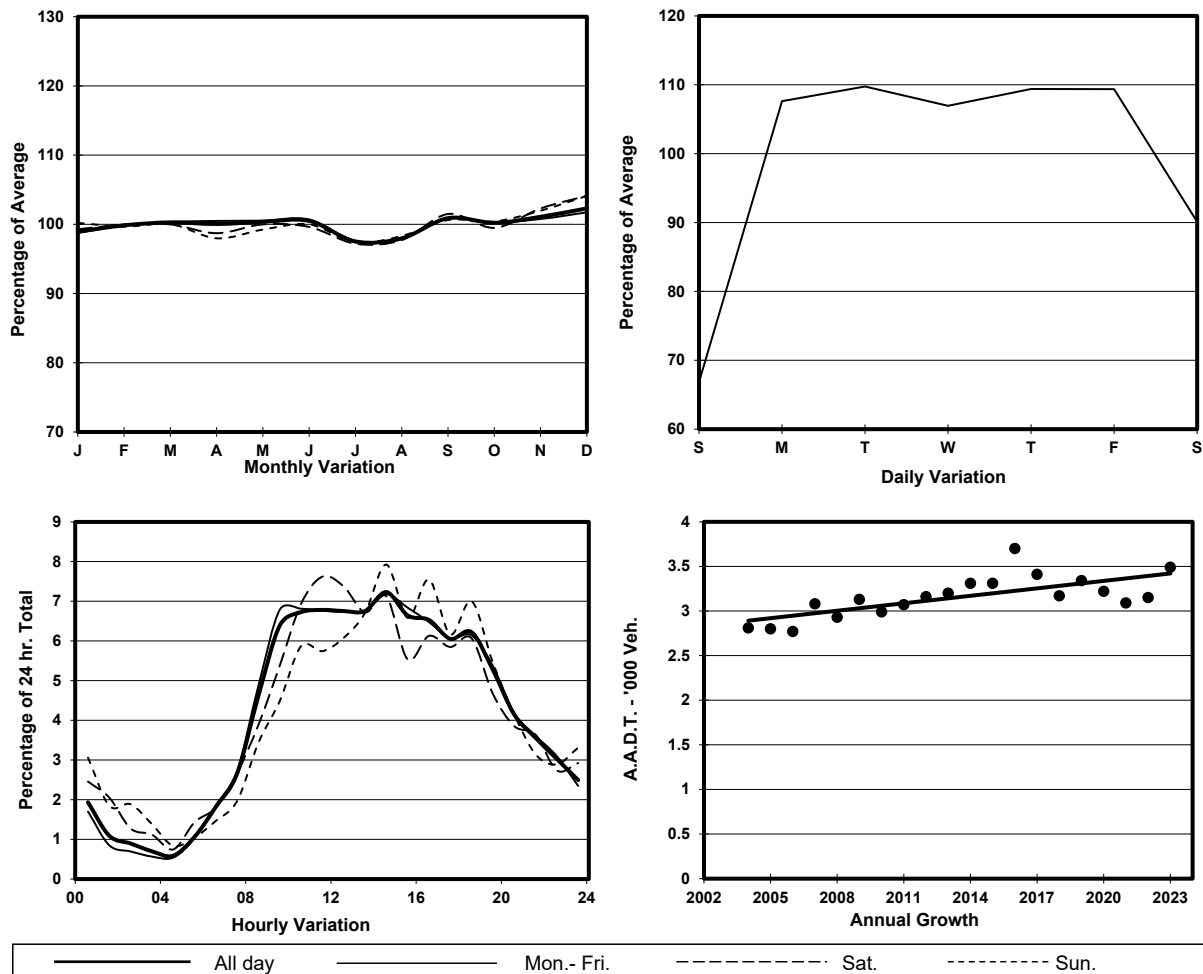 130
120
110
100
90
80
70
Percentage of Average
J F M A M J J A S O N D
Monthly Variation
120
110
100
90
80
70
60
Percentage of Average
S M T W T F S
Daily Variation
9
8
7
6
5
4
3
2
1
0
Percentage of 24 hr. Total
00 04 08 12 16 20 24
Hourly Variation
4
3.5
3
2.5
2
1.5
1
0.5
0
A.A.D.T. - '000 Veh.
2002 2005 2008 2011 2014 2017 2020 2023
Annual Growth
All day Mon.- Fri. Sat. Sun.